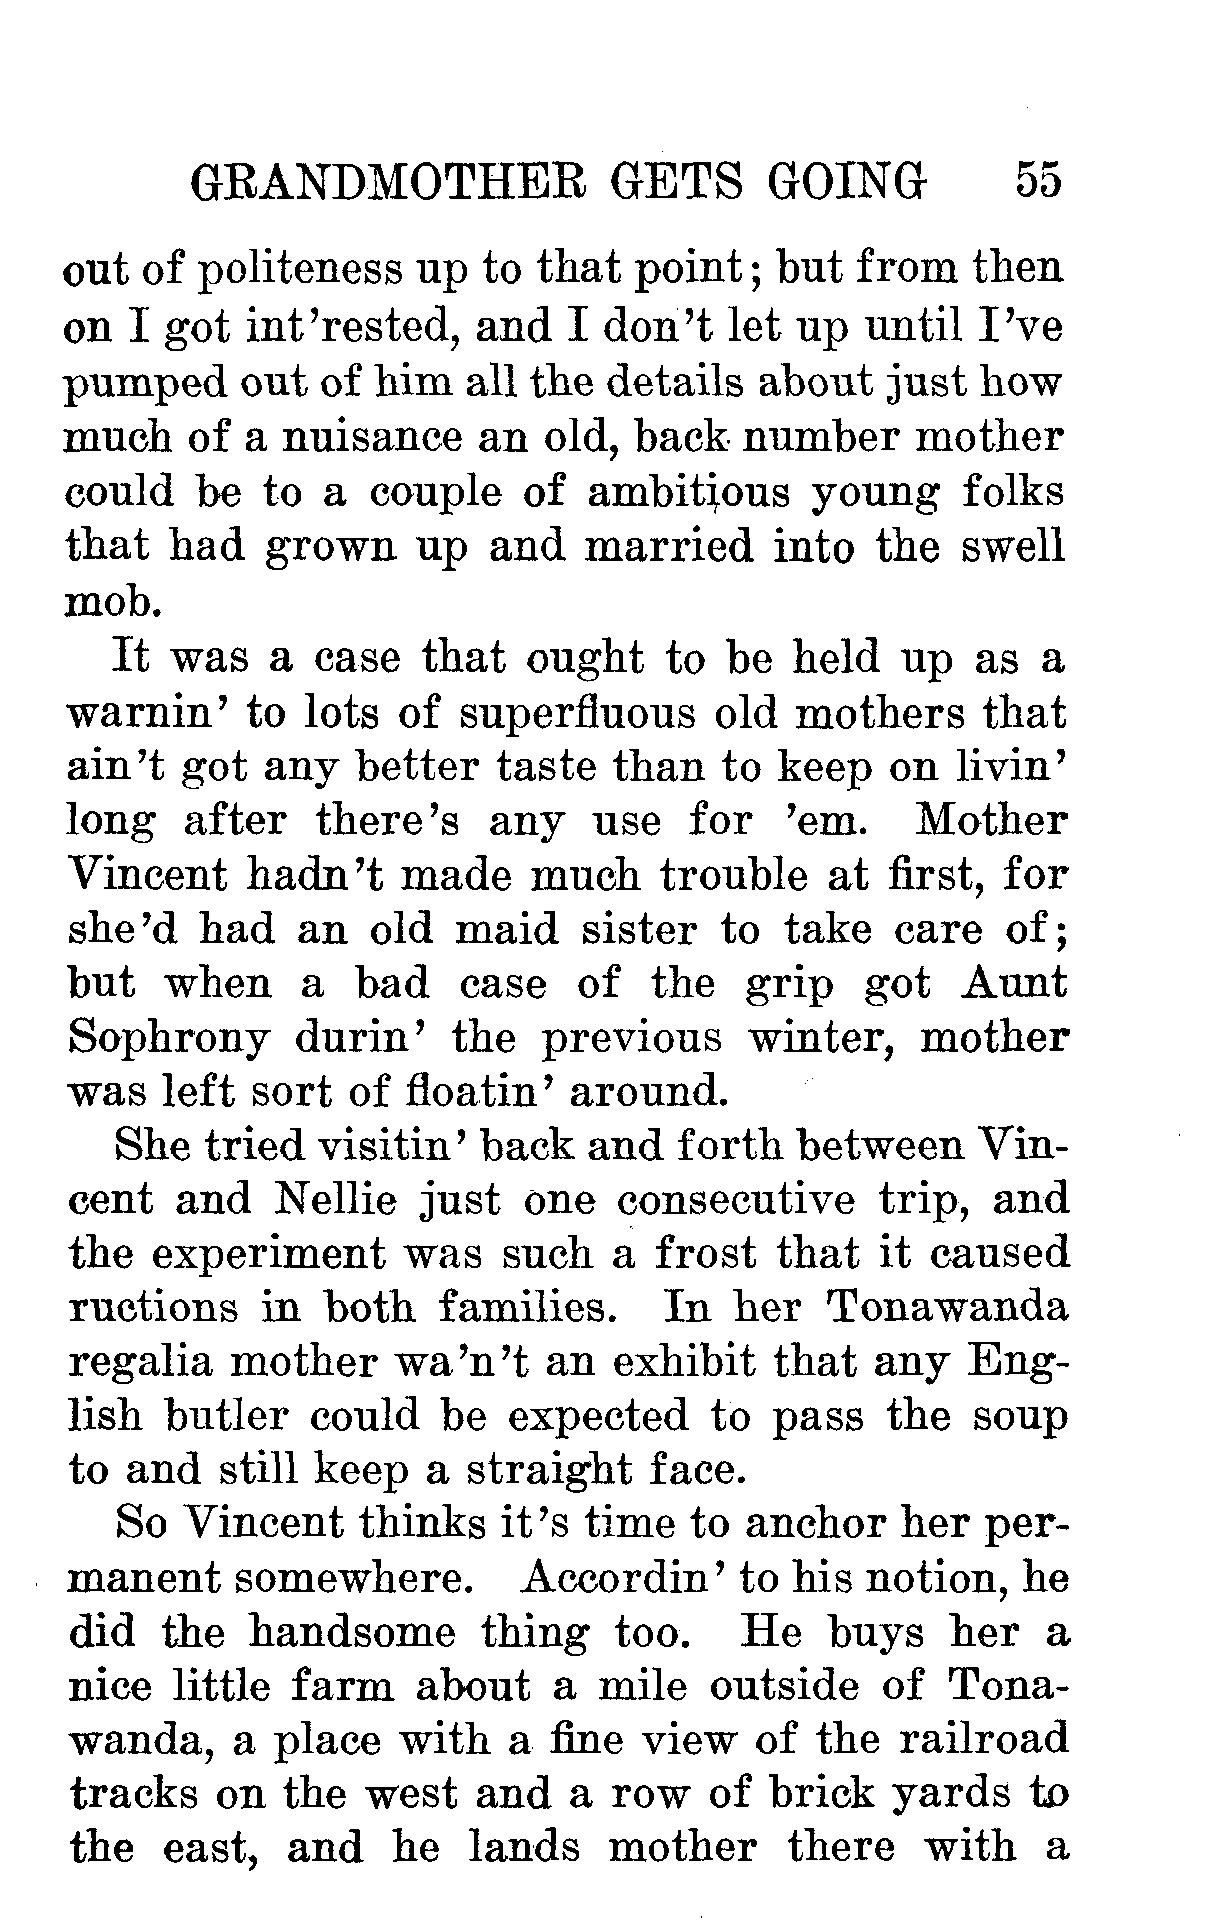 GRANDMOTHER GETS GOING 55
out of politeness up to that point; but from then
on I got int'rested, and I don't let up until I've
pumped out of him all the details about just how
much of a nuisance an old, back number mother
could be to a couple of ambitious young folks
that had grown up and married into the swell
mob.
It was a case that ought to be held up as a
warnin' to lots of superfluous old mothers that
ain't got any better taste than to keep on livin'
long after there's any use for 'em. Mother
Vincent hadn't made much trouble at first, for
she'd had an old maid sister to take care of;
but when a bad case of the grip got Aunt
Sophrony durin' the previous winter, mother
was left sort of floatin' around.
She tried visitin' back and forth between Vin-
cent and Nellie just one consecutive trip, and
the experiment was such a frost that it caused
ructions in both families. In her Tonawanda
regalia mother wa'n't an exhibit that any Eng-
lish butler could be expected to pass the soup
to and still keep a straight face.
So Vincent thinks it's time to anchor her per-
manent somewhere. Accordin' to his notion, he
did the handsome thing too. He buys her a
nice little farm about a mile outside of Tona-
wanda, a place with a fine view of the railroad
tracks on the west and a row of brick yards to
the east, and he lands mother there with a